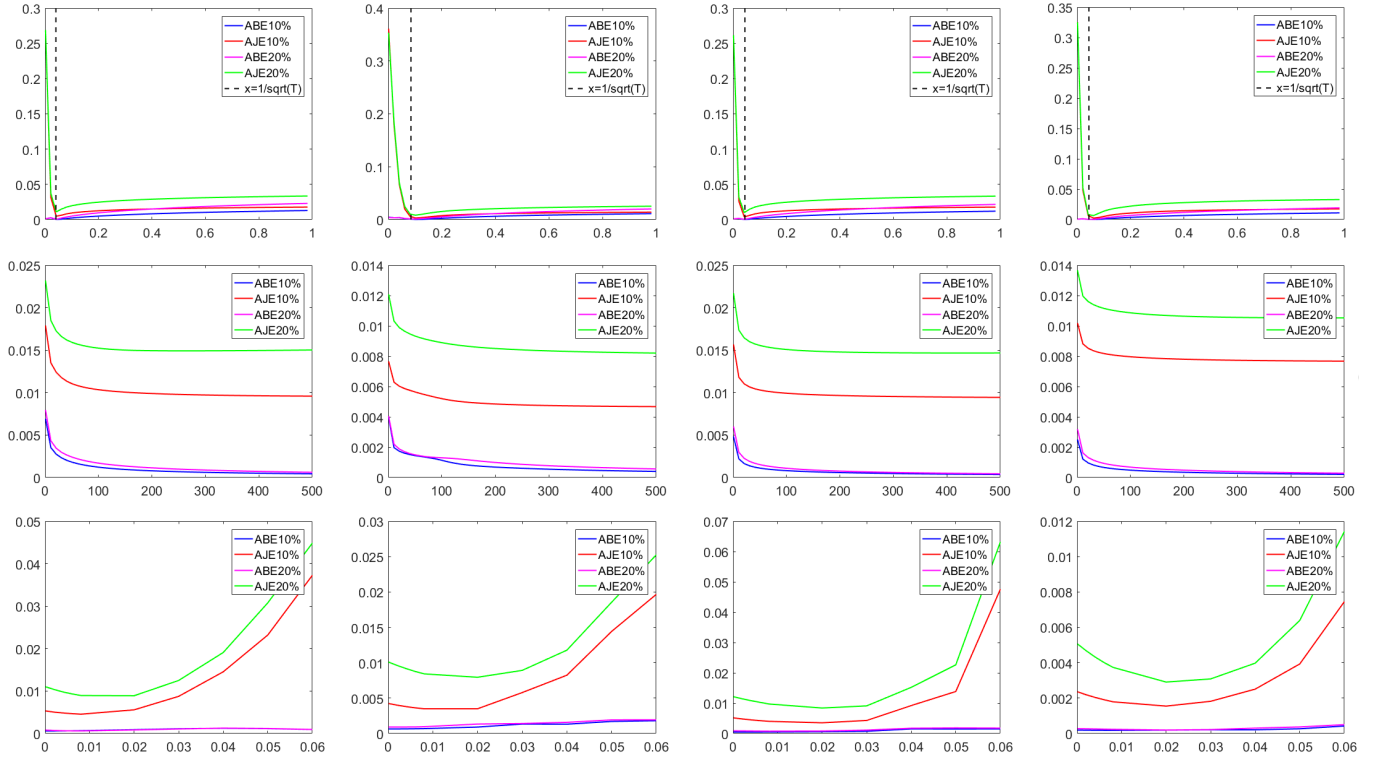 0.3
0.25
0.2
0.15
0.1
0.05
0
0 0.2 0.4 0.6 0.8 1
ABE10%
AJE10%
ABE20%
AJE20%
x=1/sqrt(T)
0.4
0.3
0.2
0.1
0
0 0.2 0.4 0.6 0.8 1
ABE10%
AJE10%
ABE20%
AJE20%
x=1/sqrt(T)
0.3
0.25
0.2
0.15
0.1
0.05
0
0 0.2 0.4 0.6 0.8 1
ABE10%
AJE10%
ABE20%
AJE20%
x=1/sqrt(T)
0.35
0.3
0.25
0.2
0.15
0.1
0.05
0
0 0.2 0.4 0.6 0.8 1
ABE10%
AJE10%
ABE20%
AJE20%
x=1/sqrt(T)
0.025
0.02
0.015
0.01
0.005
0
0 100 200 300 400 500
ABE10%
AJE10%
ABE20%
AJE20%
0.014
0.012
0.01
0.008
0.006
0.004
0.002
0
0 100 200 300 400 500
ABE10%
AJE10%
ABE20%
AJE20%
0.025
0.02
0.015
0.01
0.005
0
0 100 200 300 400 500
ABE10%
AJE10%
ABE20%
AJE20%
0.014
0.012
0.01
0.008
0.006
0.004
0.002
0
0 100 200 300 400 500
ABE10%
AJE10%
ABE20%
AJE20%
0.05
0.04
0.03
0.02
0.01
0
0 0.01 0.02 0.03 0.04 0.05 0.06
ABE10%
AJE10%
ABE20%
AJE20%
0.03
0.025
0.02
0.015
0.01
0.005
0
0 0.01 0.02 0.03 0.04 0.05 0.06
ABE10%
AJE10%
ABE20%
AJE20%
0.07
0.06
0.05
0.04
0.03
0.02
0.01
0
0 0.01 0.02 0.03 0.04 0.05 0.06
ABE10%
AJE10%
ABE20%
AJE20%
0.012
0.01
0.008
0.006
0.004
0.002
0
0 0.01 0.02 0.03 0.04 0.05 0.06
ABE10%
AJE10%
ABE20%
AJE20%